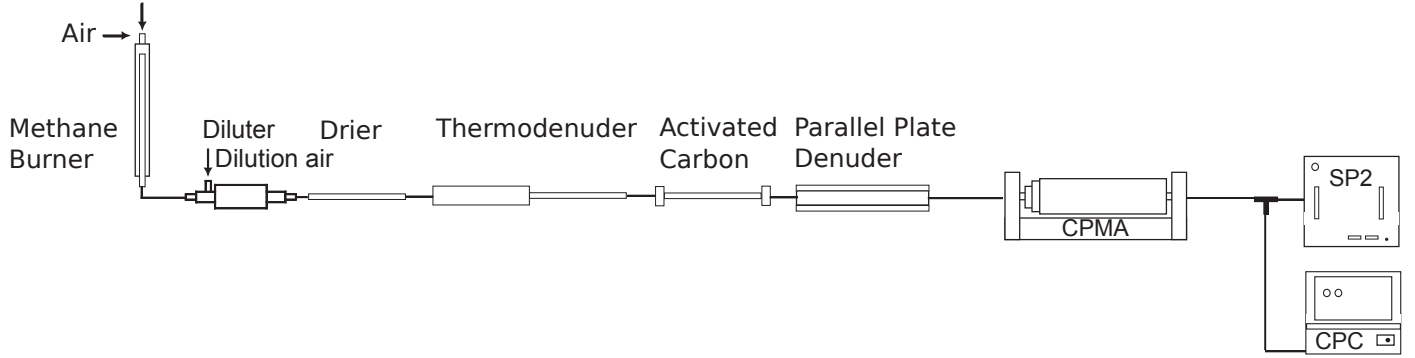 Air
Methane
Burner
Diluter
Dilution air
Drier
Thermodenuder
Activated
Carbon
Parallel Plate
Denuder
CPMA
SP2
CPC